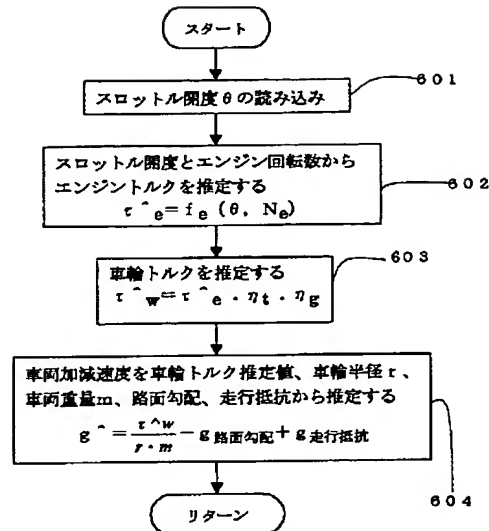 スタート
スロットル開度θの読み込み
601
スロットル開度とエンジン回転数から
エンジントルクを推定する
τ^e=fe (θ, Ne)
602
車輪トルクを推定する
τ^w=τ^e・ηt・ηg
603
車両加減速度を車輪トルク推定値、車輪半径r、
車両重量m、路面勾配、走行抵抗から推定する
g^=τ^w/r・m−g路面勾配+g走行抵抗
604
リターン